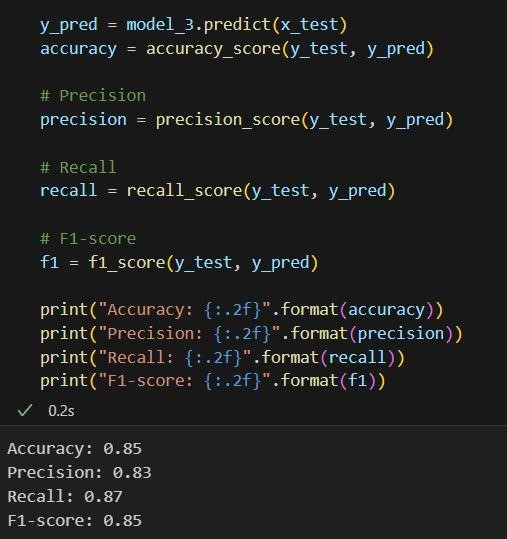 y_pred = model_3.predict(x_test)
accuracy = accuracy_score(y_test, y_pred)
# Precision
precision = precision_score(y_test, y_pred)
# Recall
recall = recall_score(y_test, y_pred)
# F1-score
f1 = f1_score(y_test, y_pred)
print("Accuracy: {:.2f}".format(accuracy))
print("Precision: {:.2f}".format(precision))
print("Recall: {:.2f}".format(recall))
print("F1-score: {:.2f}".format(f1))
0.2s
Accuracy: 0.85
Precision: 0.83
Recall: 0.87
F1-score: 0.85